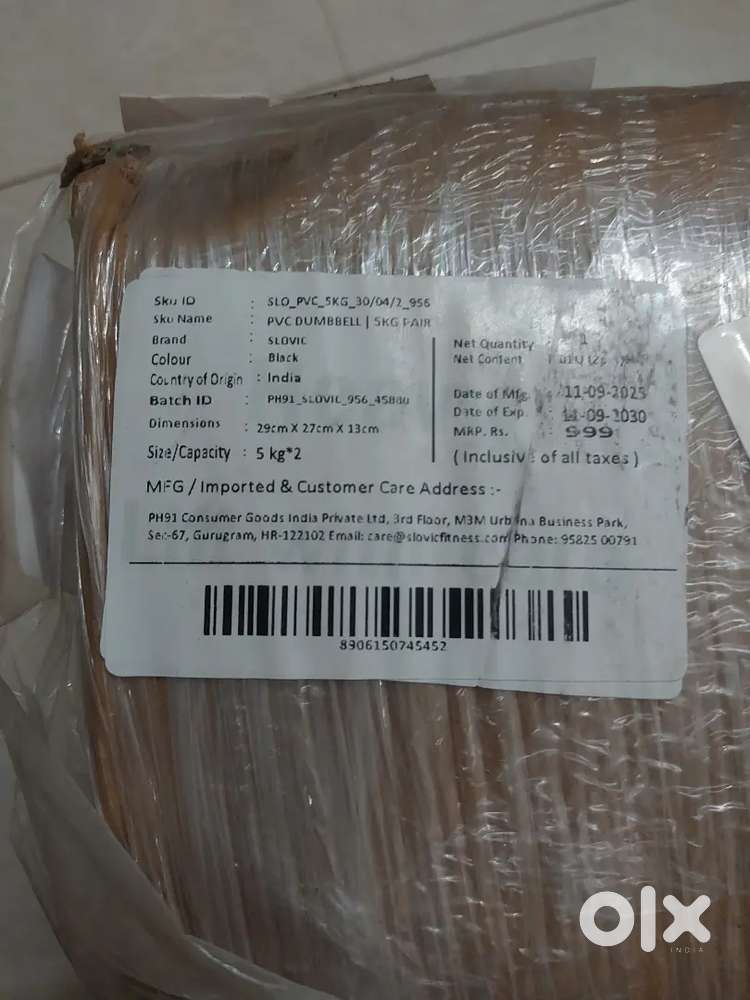 Sku ID : SLO_PVC_5KG_30/04/2_956
Sku Name : PVC DUMBBELL | 5KG PAIR
Brand : SLOVIC
Colour : Black
Country of Origin : India
Batch ID : PH91_SLOVIC_956_45880
Dimensions : 29cm X 27cm X 13cm
Size/Capacity : 5 kg*2
Net Quantity : 1
Net Content :
Date of Mfg. : 11-09-2025
Date of Exp. : 11-09-2030
MRP. Rs. : 999
( Inclusive of all taxes )
MFG / Imported & Customer Care Address :-
PH91 Consumer Goods India Private Ltd, 3rd Floor, M3M Urbana Business Park,
Sec-67, Gurugram, HR-122102 Email: care@slovicfitness.com Phone: 95825 00791
8906150745452
olx
INDIA